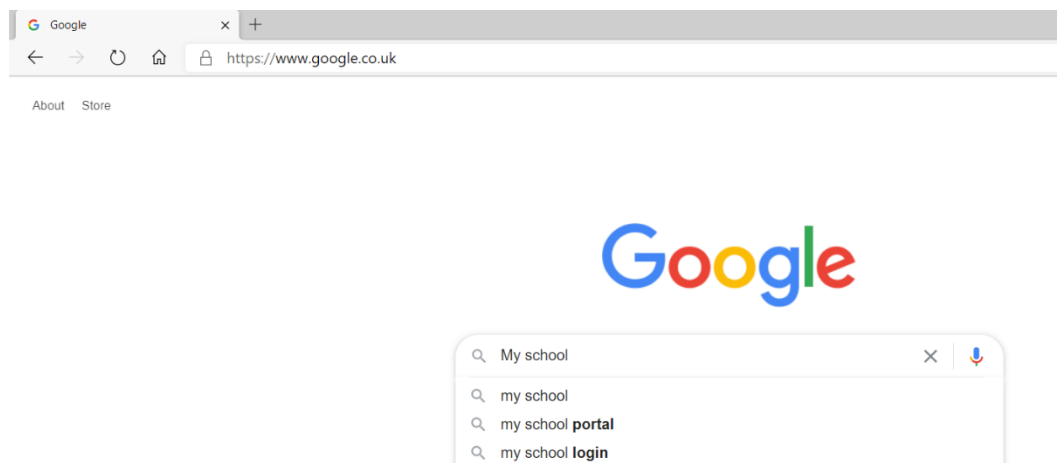 Google
https://www.google.co.uk
About Store
Google
My school
my school
my school portal
my school login